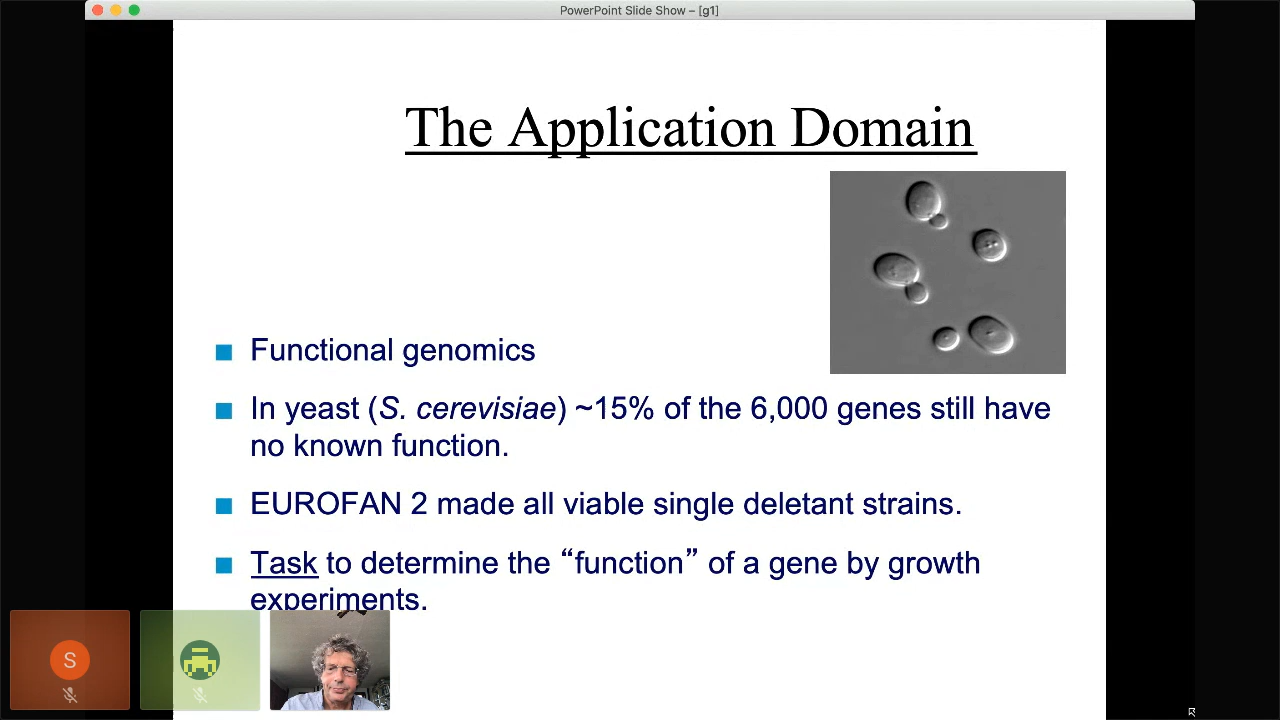 PowerPoint Slide Show – [g1]
The Application Domain
Functional genomics
In yeast (S. cerevisiae) ~15% of the 6,000 genes still have
no known function.
EUROFAN 2 made all viable single deletant strains.
Task to determine the “function” of a gene by growth
experiments.
S